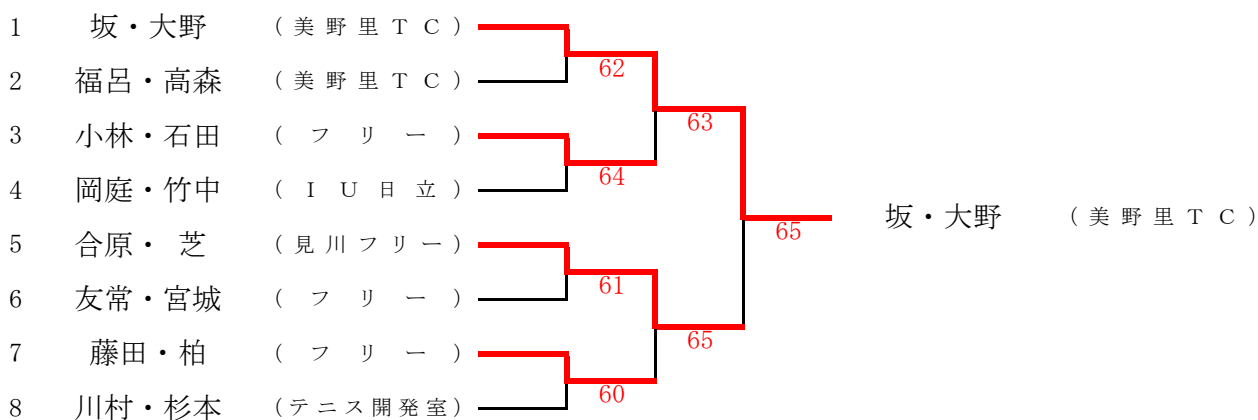 1 坂・大野 (美野里TC)
62
2 福呂・高森 (美野里TC)
63
3 小林・石田 (フリー)
64
4 岡庭・竹中 (IU日立)
65 坂・大野 (美野里TC)
5 合原・ 芝 (見川フリー)
61
6 友常・宮城 (フリー)
65
7 藤田・柏 (フリー)
60
8 川村・杉本 (テニス開発室)